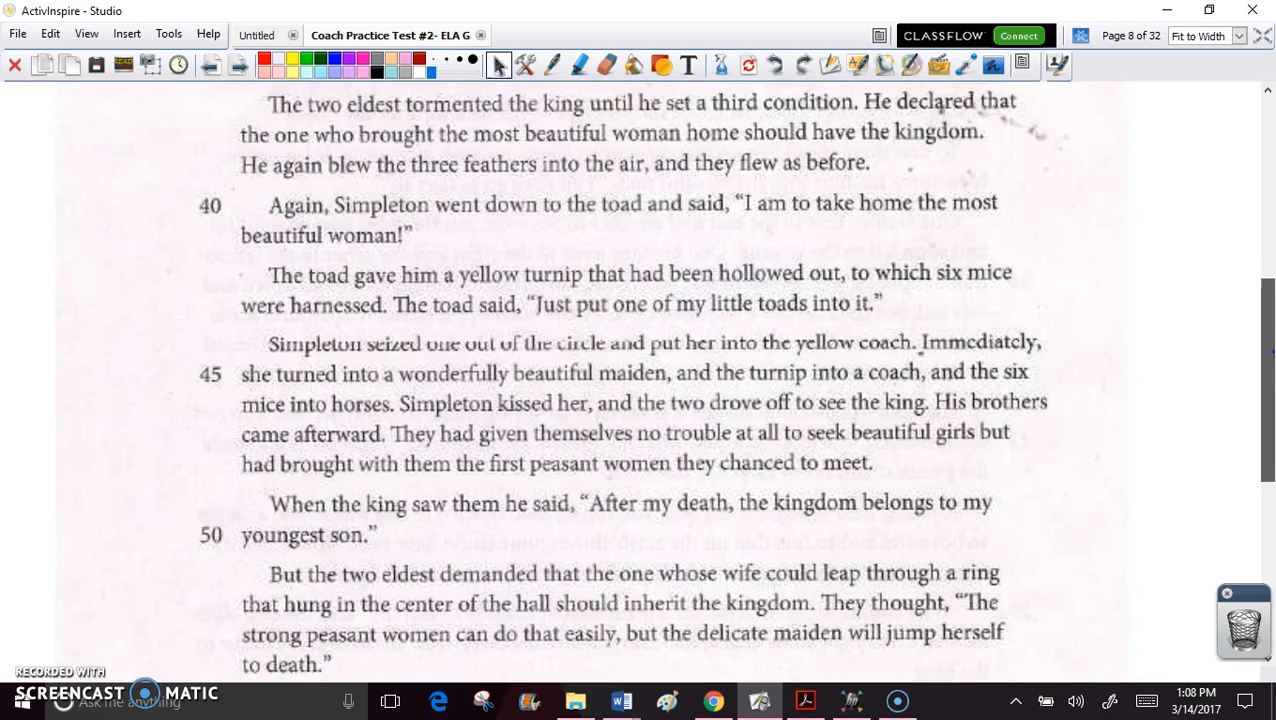 ActivInspire - Studio
File Edit View Insert Tools Help Untitled Coach Practice Test #2- ELA G CLASSFLOW Connect Page 8 of 32 Fit to Width
The two eldest tormented the king until he set a third condition. He declared that
the one who brought the most beautiful woman home should have the kingdom.
He again blew the three feathers into the air, and they flew as before.
40 Again, Simpleton went down to the toad and said, “I am to take home the most
beautiful woman!”
The toad gave him a yellow turnip that had been hollowed out, to which six mice
were harnessed. The toad said, “Just put one of my little toads into it.”
Simpleton seized one out of the circle and put her into the yellow coach. Immediately,
45 she turned into a wonderfully beautiful maiden, and the turnip into a coach, and the six
mice into horses. Simpleton kissed her, and the two drove off to see the king. His brothers
came afterward. They had given themselves no trouble at all to seek beautiful girls but
had brought with them the first peasant women they chanced to meet.
When the king saw them he said, “After my death, the kingdom belongs to my
50 youngest son.”
But the two eldest demanded that the one whose wife could leap through a ring
that hung in the center of the hall should inherit the kingdom. They thought, “The
strong peasant women can do that easily, but the delicate maiden will jump herself
to death.”
RECORDED WITH
SCREENCAST MATIC
Ask me anything
1:08 PM
3/14/2017